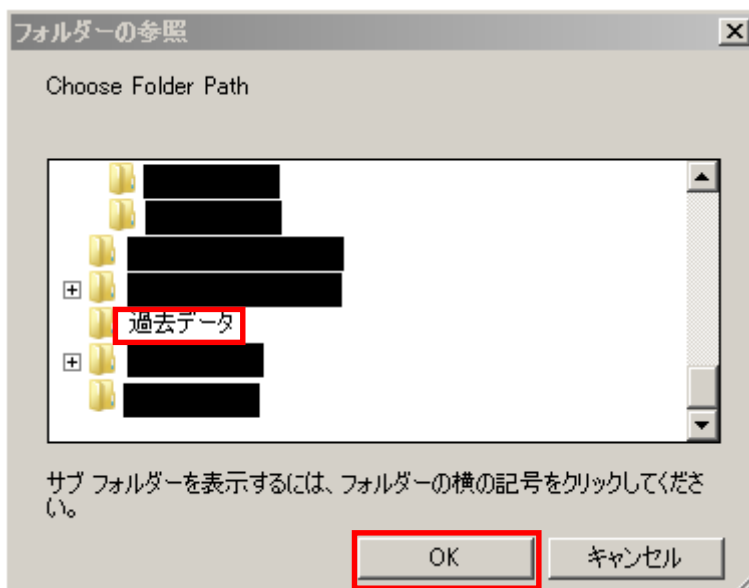 フォルダーの参照
Choose Folder Path
過去データ
サブ フォルダーを表示するには、フォルダーの横の記号をクリックしてくださ
い。
OK
キャンセル